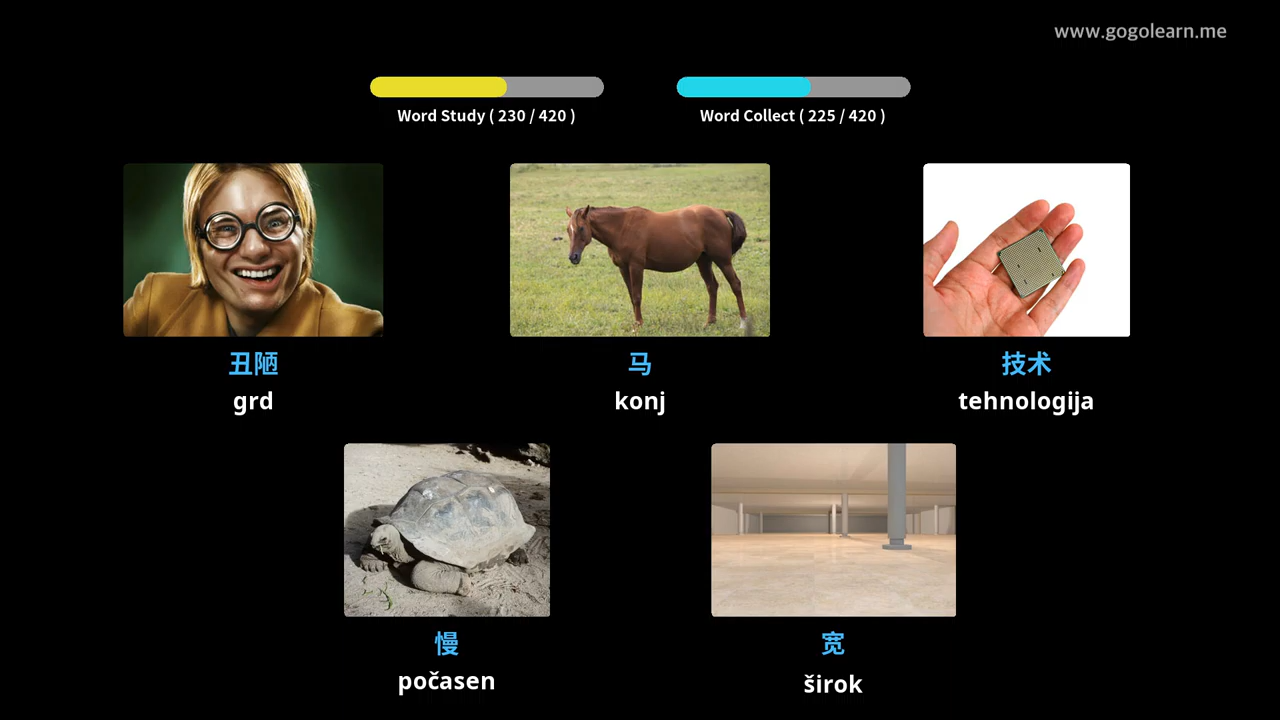 www.gogolearn.me
Word Study ( 230 / 420 )
Word Collect ( 225 / 420 )
丑陋
grd
马
konj
技术
tehnologija
慢
počasen
宽
širok